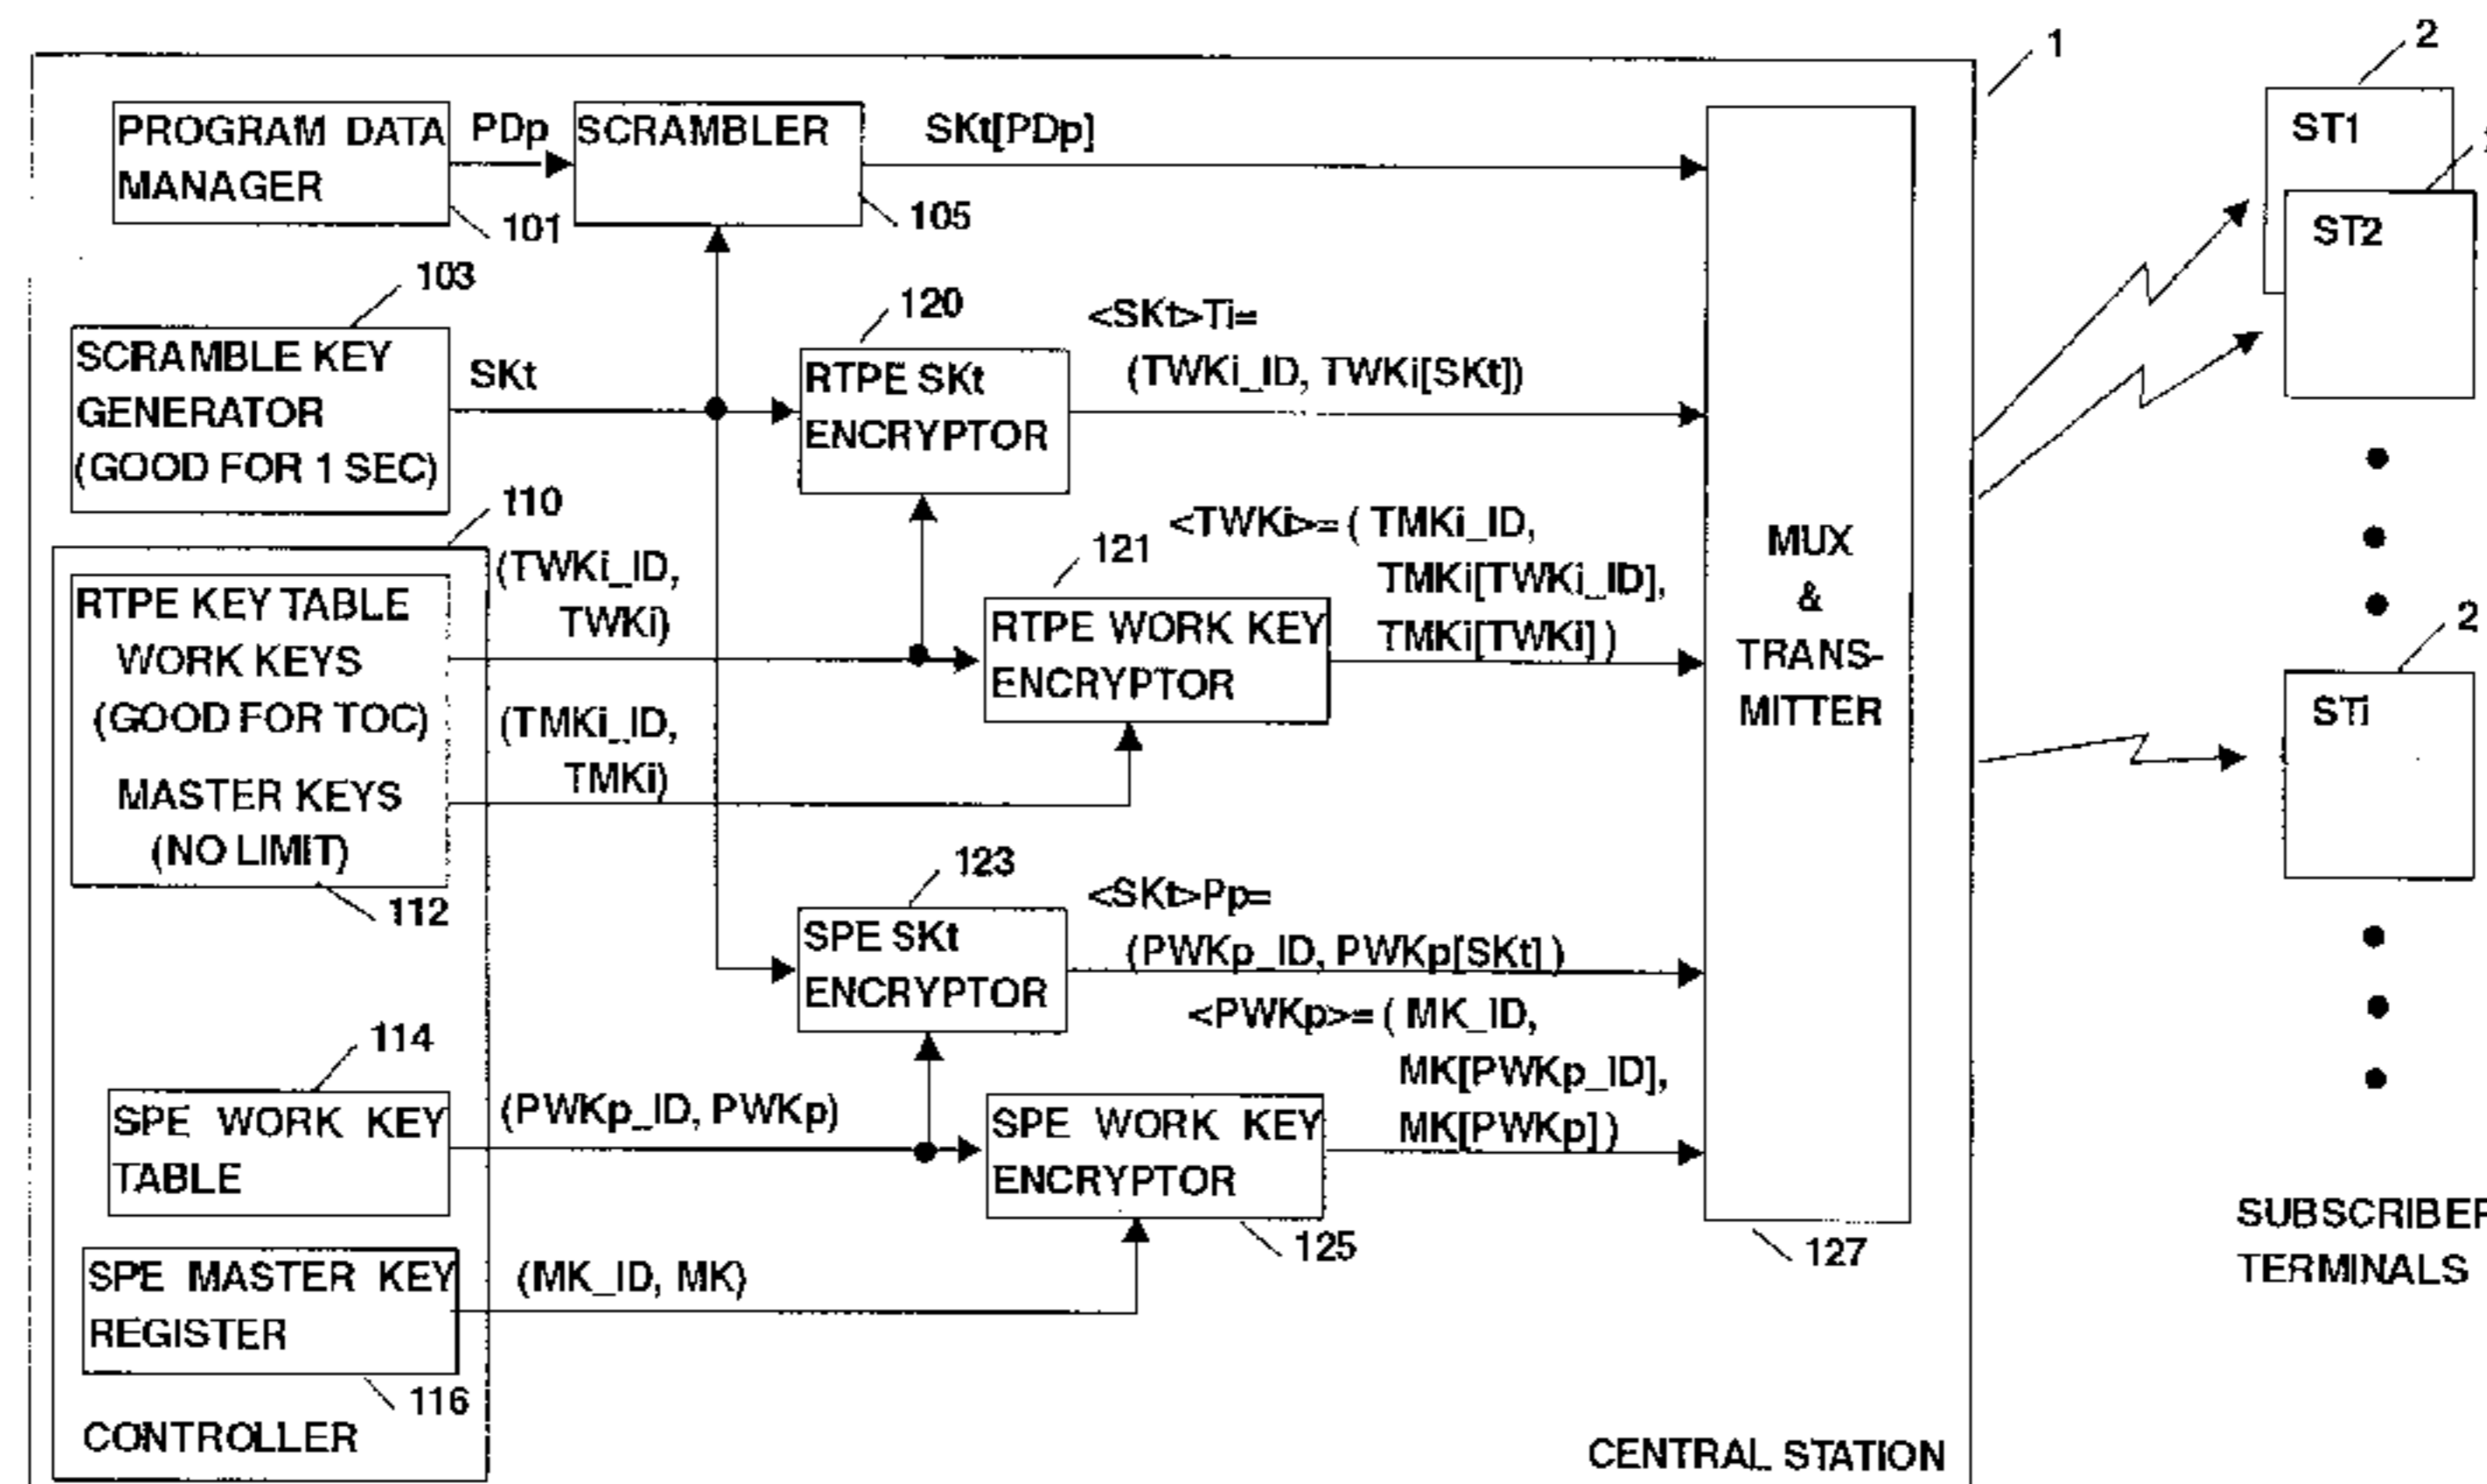 1
2
PROGRAM DATA
MANAGER
PDp
SCRAMBLER
SKt[PDp]
101
105
ST1
ST2
103
SCRAMBLE KEY
GENERATOR
(GOOD FOR 1 SEC)
SKt
120
RTPE SKt
ENCRYPTOR
<SKt>Ti=
(TWKi_ID, TWKi[SKt])
110
RTPE KEY TABLE
WORK KEYS
(GOOD FOR TOC)
MASTER KEYS
(NO LIMIT)
112
(TWKi_ID,
TWKi)
(TMKi_ID,
TMKi)
121
RTPE WORK KEY
ENCRYPTOR
<TWKi>=( TMKi_ID,
TMKi[TWKi_ID],
TMKi[TWKi] )
MUX
&
TRANS-
MITTER
2
STi
123
SPE SKt
ENCRYPTOR
<SKt>Pp=
(PWKp_ID, PWKp[SKt] )
114
SPE WORK KEY
TABLE
(PWKp_ID, PWKp)
SPE WORK KEY
ENCRYPTOR
<PWKp>=( MK_ID,
MK[PWKp_ID],
MK[PWKp] )
125
127
SPE MASTER KEY
REGISTER
(MK_ID, MK)
116
CONTROLLER
CENTRAL STATION
SUBSCRIBER
TERMINALS